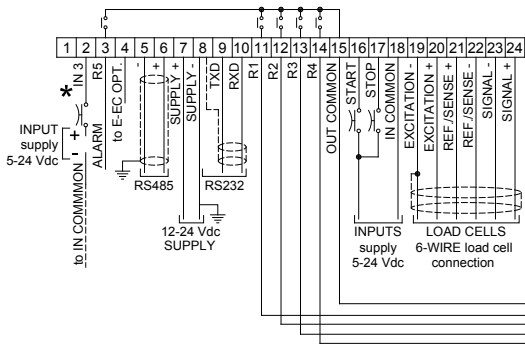 1 2 3 4 5 6 7 8 9 10 11 12 13 14 15 16 17 18 19 20 21 22 23 24
* IN 3
R5
ALARM
to E-EC OPT.
-
+
SUPPLY +
SUPPLY -
TXD
RXD
R1
R2
R3
R4
OUT COMMON
START
STOP
IN COMMON
EXCITATION -
EXCITATION +
REF./SENSE +
REF./SENSE -
SIGNAL -
SIGNAL +
INPUT
supply
5-24 Vdc
+
-
to IN COMMMON
RS485
RS232
12-24 Vdc
SUPPLY
INPUTS
supply
5-24 Vdc
LOAD CELLS
6-WIRE load cell
connection